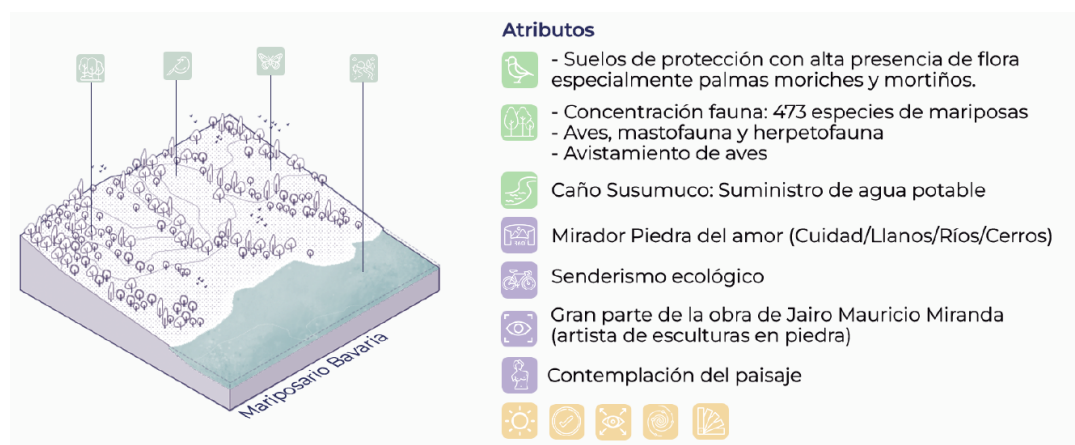 Atributos
- Suelos de protección con alta presencia de flora
especialmente palmas moriches y mortiños.
- Concentración fauna: 473 especies de mariposas
- Aves, mastofauna y herpetofauna
- Avistamiento de aves
Caño Susumuco: Suministro de agua potable
Mirador Piedra del amor (Cuidad/Llanos/Ríos/Cerros)
Senderismo ecológico
Gran parte de la obra de Jairo Mauricio Miranda
(artista de esculturas en piedra)
Contemplación del paisaje
Mariposario Bavaria